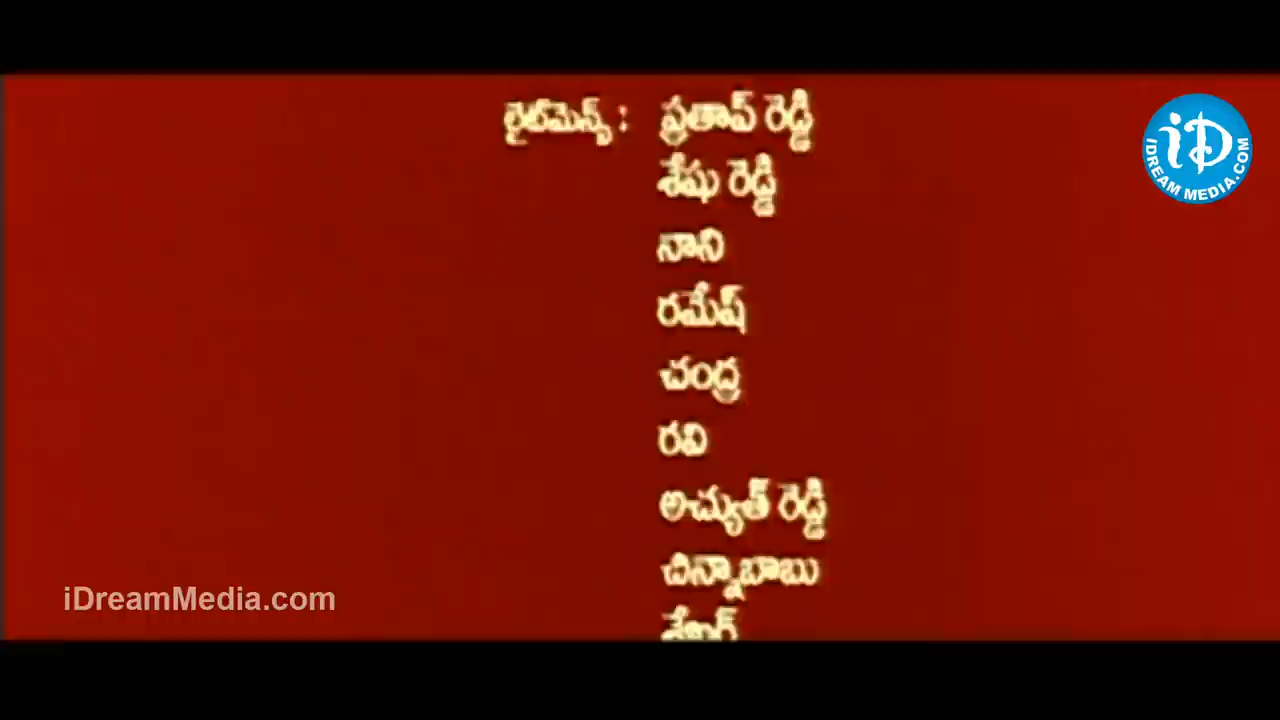 లైట్‌మెన్స్ : ప్రతాప్ రెడ్డి
శేషు రెడ్డి
నాని
రమేష్
చంద్ర
రవి
అచ్యుత్ రెడ్డి
చిన్నాబాబు
iD
IDREAM MEDIA.COM
iDreamMedia.com